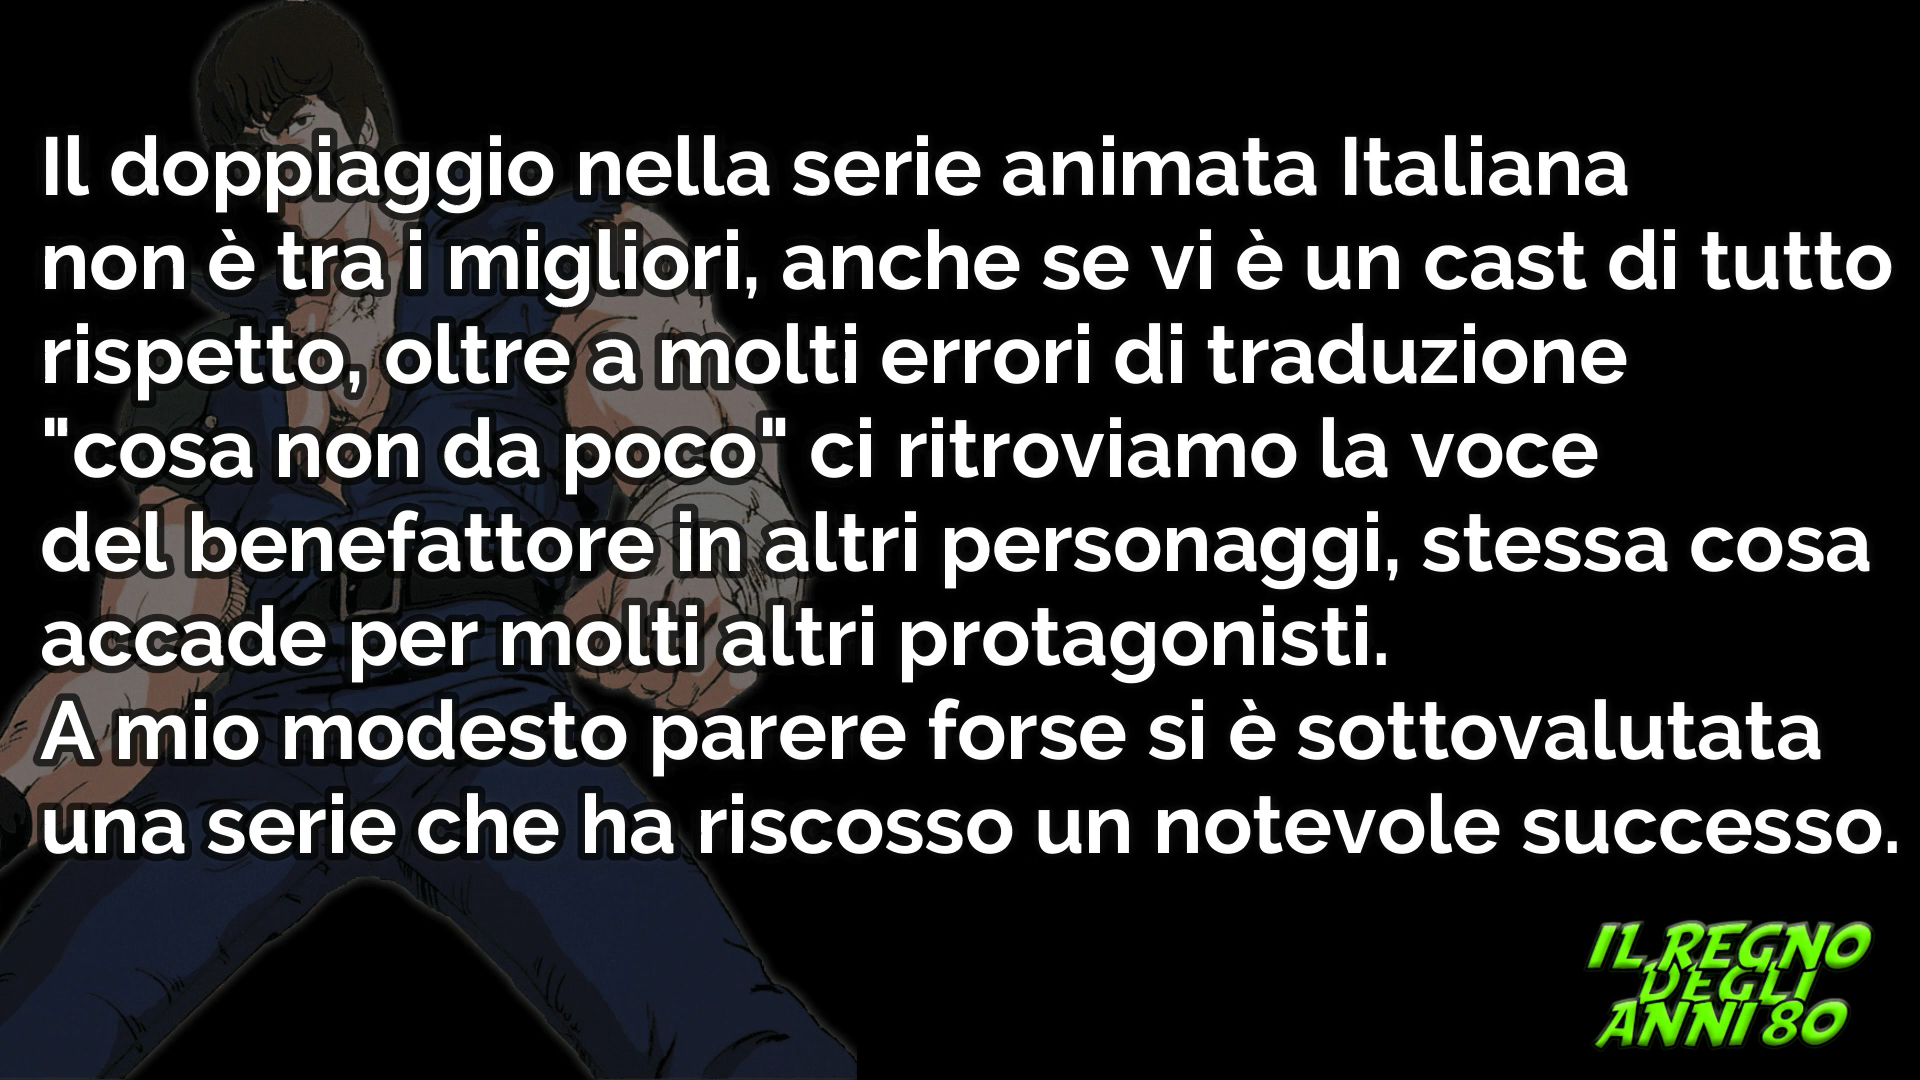 Il doppiaggio nella serie animata Italiana
non è tra i migliori, anche se vi è un cast di tutto
rispetto, oltre a molti errori di traduzione
"cosa non da poco" ci ritroviamo la voce
del benefattore in altri personaggi, stessa cosa
accade per molti altri protagonisti.
A mio modesto parere forse si è sottovalutata
una serie che ha riscosso un notevole successo.
IL REGNO
DEGLI
ANNI 80